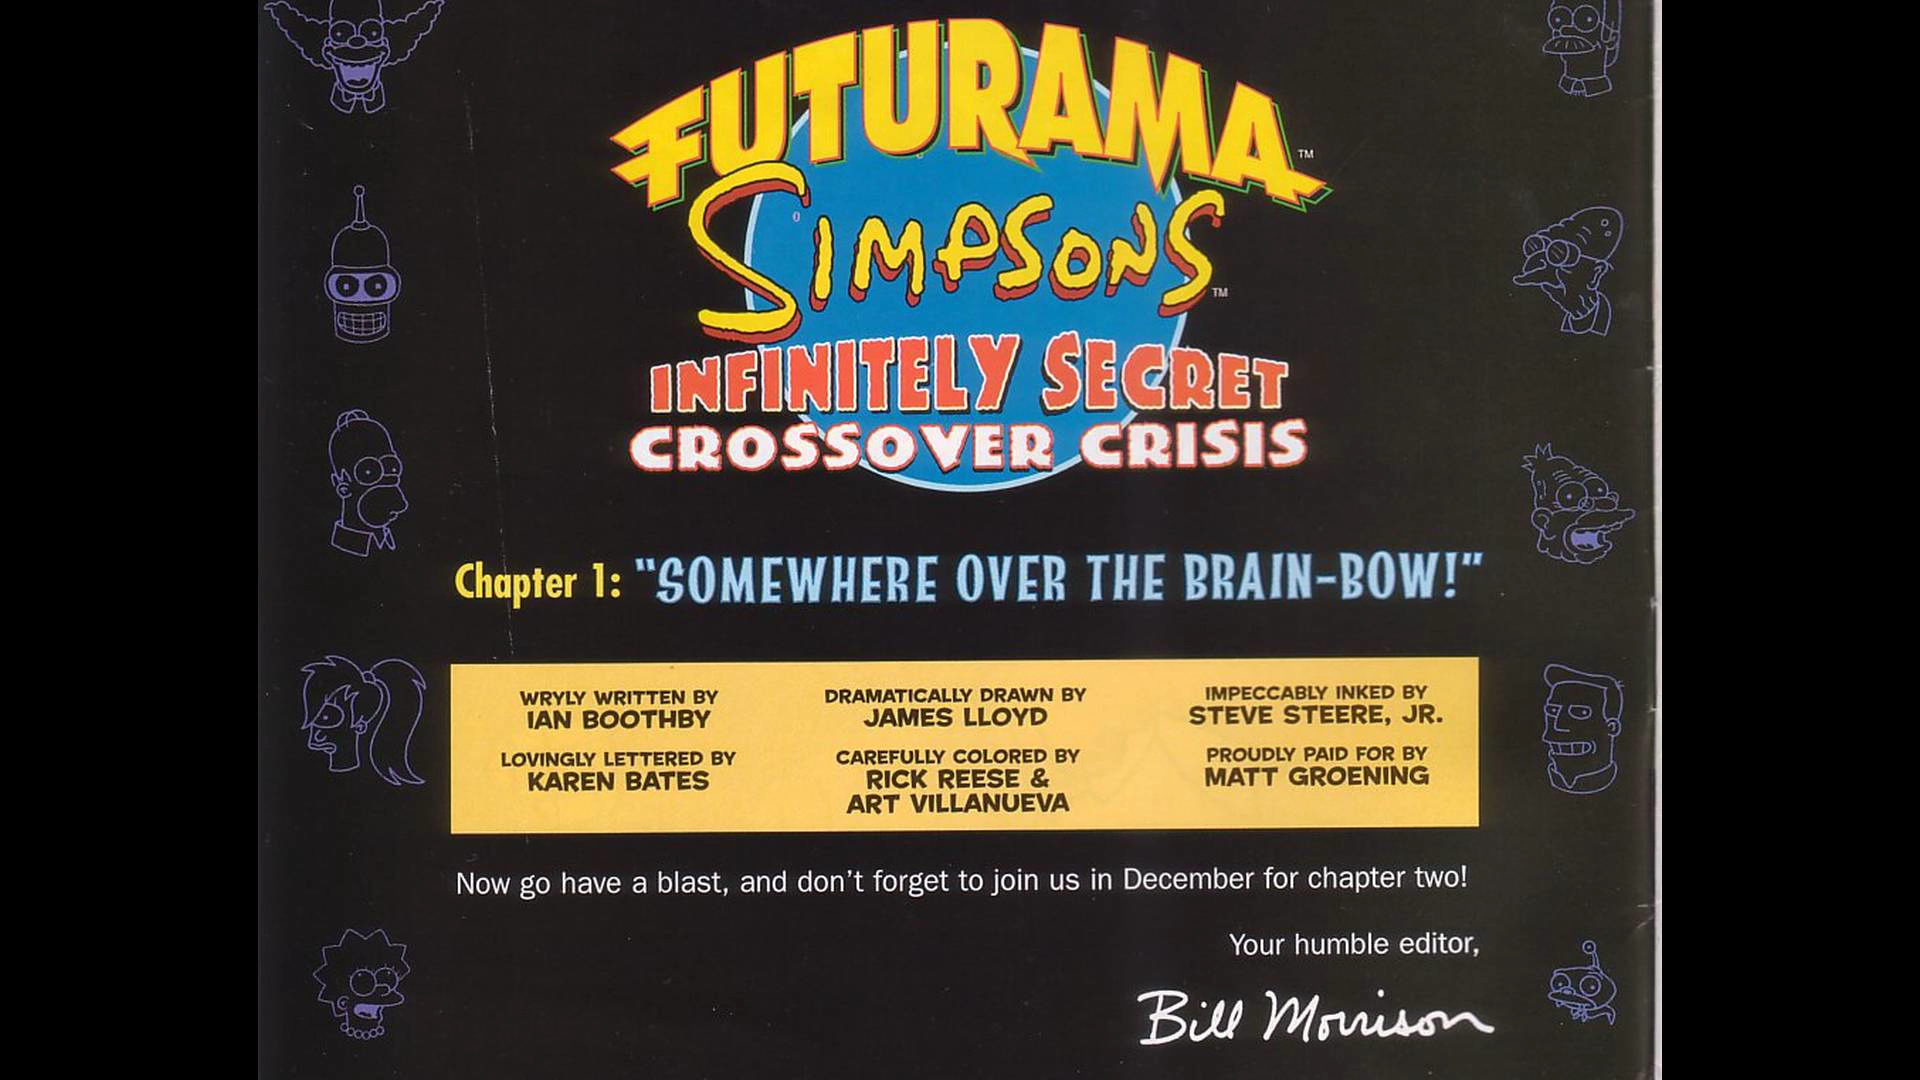 FUTURAMA™
SIMPSONS™
INFINITELY SECRET
CROSSOVER CRISIS
Chapter 1: "SOMEWHERE OVER THE BRAIN-BOW!"
WRYLY WRITTEN BY
IAN BOOTHBY
DRAMATICALLY DRAWN BY
JAMES LLOYD
IMPECCABLY INKED BY
STEVE STEERE, JR.
LOVINGLY LETTERED BY
KAREN BATES
CAREFULLY COLORED BY
RICK REESE &
ART VILLANUEVA
PROUDLY PAID FOR BY
MATT GROENING
Now go have a blast, and don't forget to join us in December for chapter two!
Your humble editor,
Bill Morrison